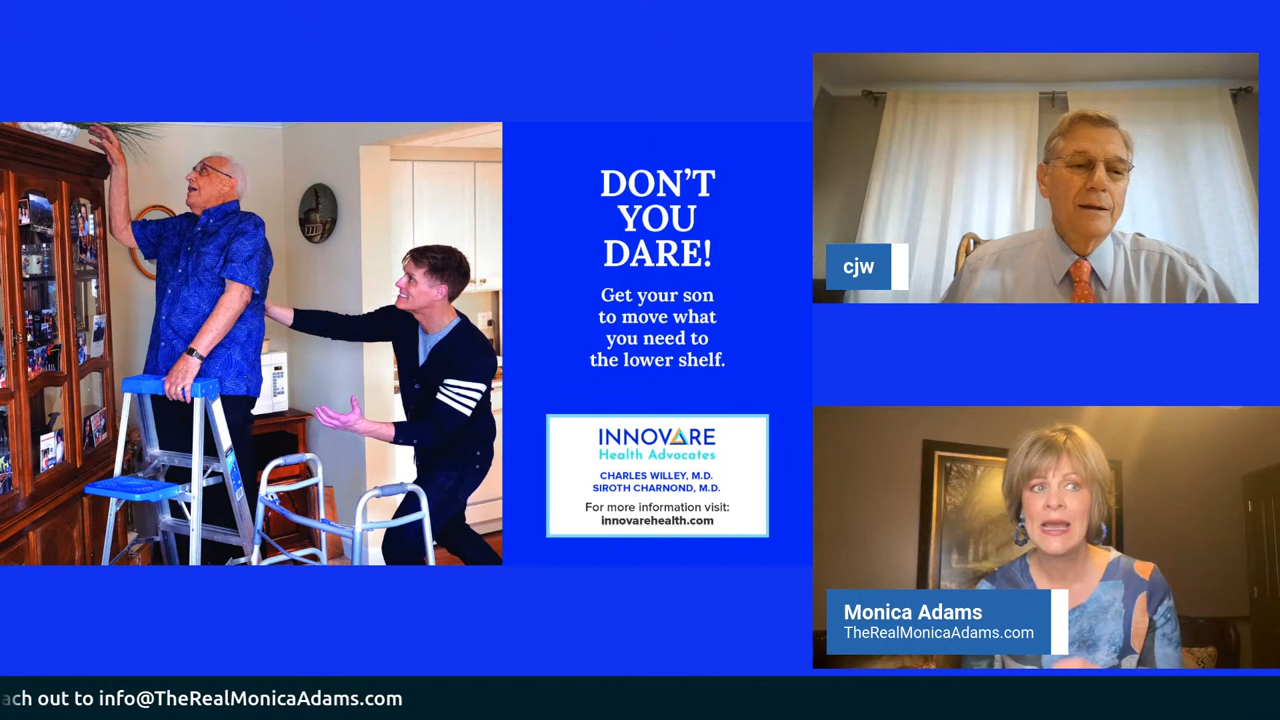 DON'T
YOU
DARE!
Get your son
to move what
you need to
the lower shelf.
INNOVARE
Health Advocates
CHARLES WILLEY, M.D.
SIROTH CHARNOND, M.D.
For more information visit:
innovarehealth.com
cjw
Monica Adams
TheRealMonicaAdams.com
ach out to info@TheRealMonicaAdams.com